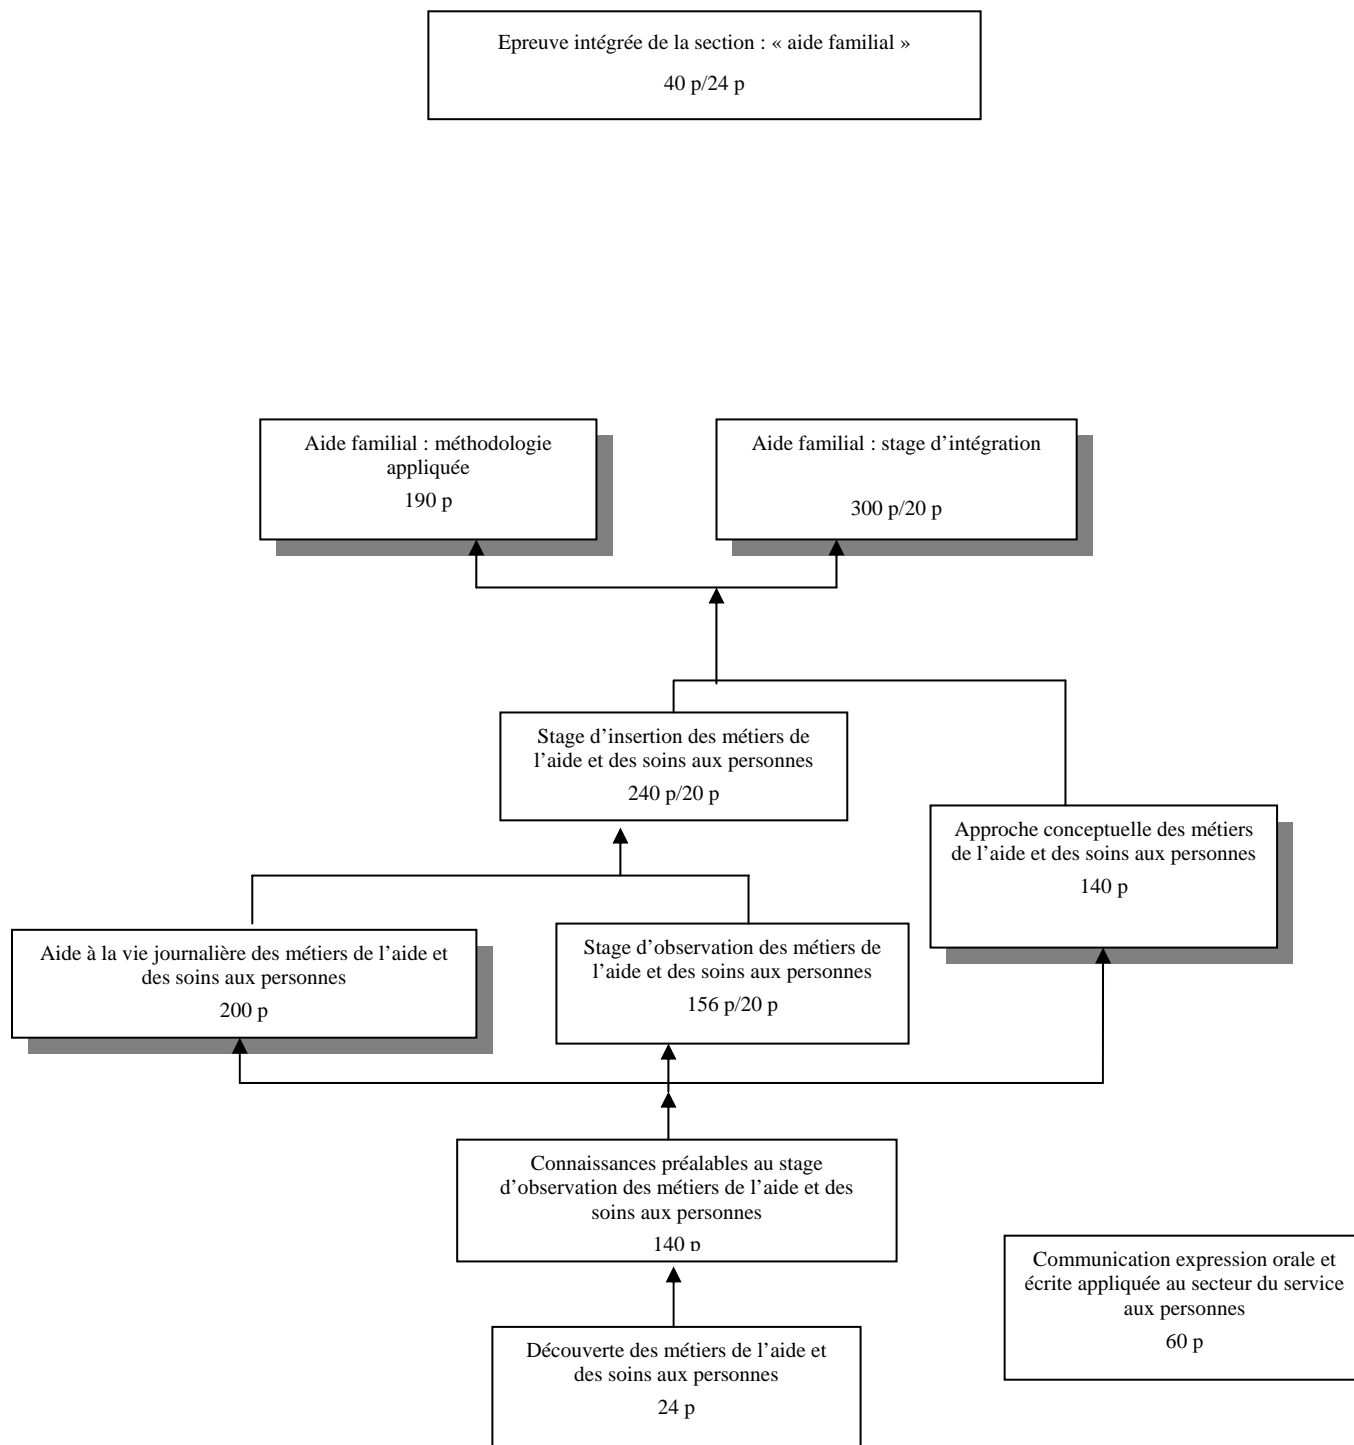 Epreuve intégrée de la section : « aide familial »
40 p/24 p
Aide familial : méthodologie
appliquée
190 p
Aide familial : stage d’intégration
300 p/20 p
Stage d’insertion des métiers de
l’aide et des soins aux personnes
240 p/20 p
Approche conceptuelle des métiers
de l’aide et des soins aux personnes
140 p
Aide à la vie journalière des métiers de l’aide et
des soins aux personnes
200 p
Stage d’observation des métiers de
l’aide et des soins aux personnes
156 p/20 p
Connaissances préalables au stage
d’observation des métiers de l’aide et des
soins aux personnes
140 p
Communication expression orale et
écrite appliquée au secteur du service
aux personnes
60 p
Découverte des métiers de l’aide et
des soins aux personnes
24 p